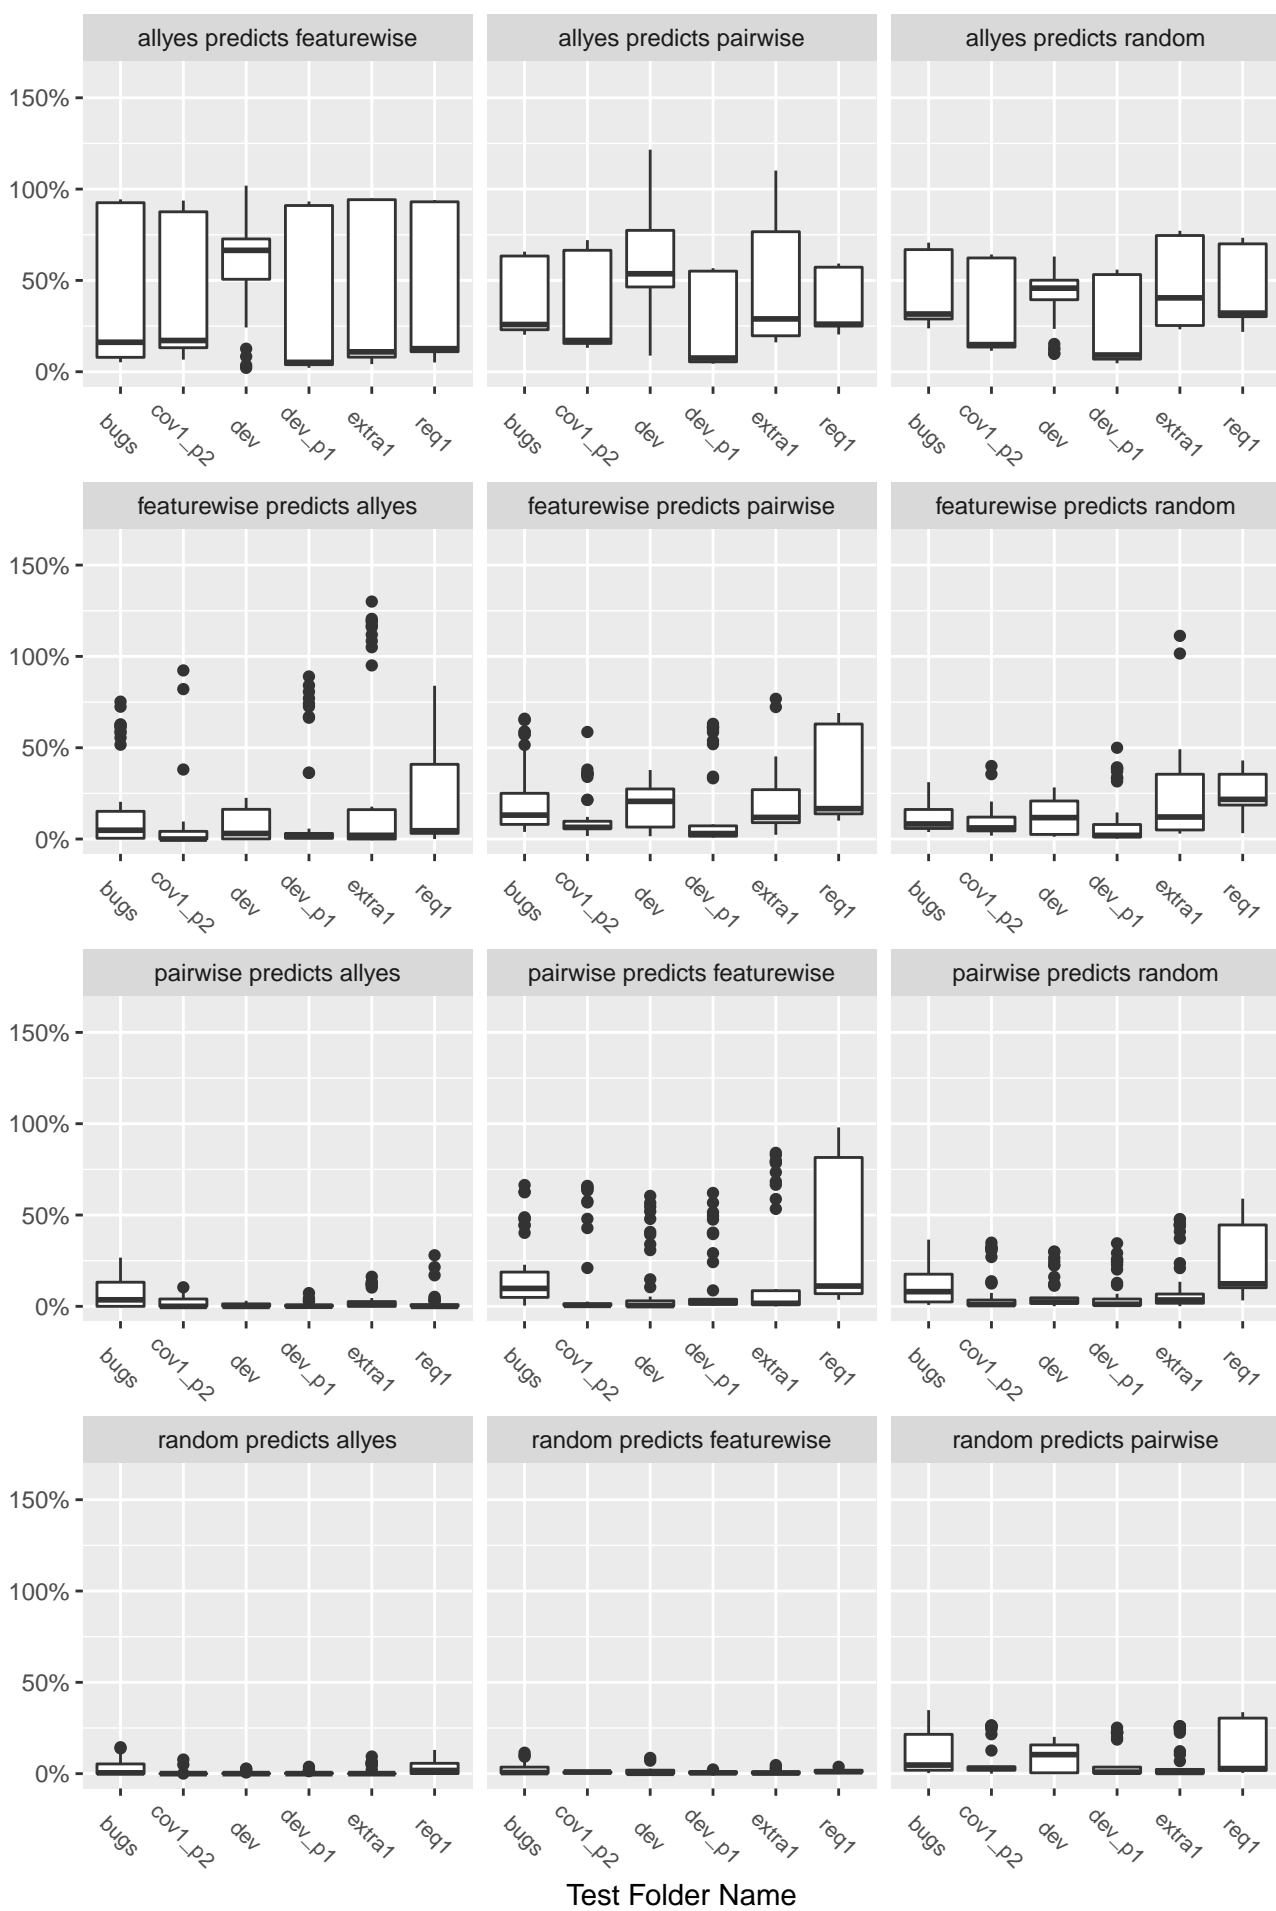 allyes predicts featurewise
allyes predicts pairwise
allyes predicts random
150%
100%
50%
0%
bugs
cov1_p2
dev
dev_p1
extra1
req1
bugs
cov1_p2
dev
dev_p1
extra1
req1
bugs
cov1_p2
dev
dev_p1
extra1
req1
featurewise predicts allyes
featurewise predicts pairwise
featurewise predicts random
150%
100%
50%
0%
bugs
cov1_p2
dev
dev_p1
extra1
req1
bugs
cov1_p2
dev
dev_p1
extra1
req1
bugs
cov1_p2
dev
dev_p1
extra1
req1
pairwise predicts allyes
pairwise predicts featurewise
pairwise predicts random
150%
100%
50%
0%
bugs
cov1_p2
dev
dev_p1
extra1
req1
bugs
cov1_p2
dev
dev_p1
extra1
req1
bugs
cov1_p2
dev
dev_p1
extra1
req1
random predicts allyes
random predicts featurewise
random predicts pairwise
150%
100%
50%
0%
bugs
cov1_p2
dev
dev_p1
extra1
req1
bugs
cov1_p2
dev
dev_p1
extra1
req1
bugs
cov1_p2
dev
dev_p1
extra1
req1
Test Folder Name